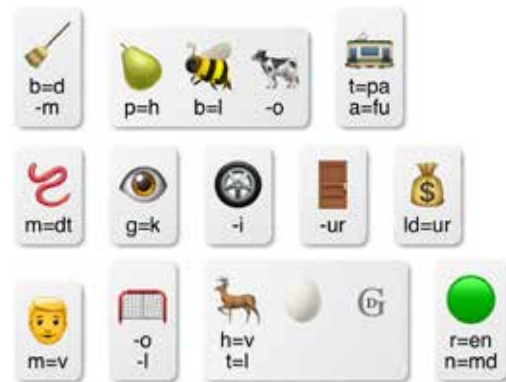 b=d
-m
p=h b=l -o
t=pa
a=fu
m=dt
g=k
-i
-ur
ld=ur
m=v
-o
-l
h=v
t=l
r=en
n=md